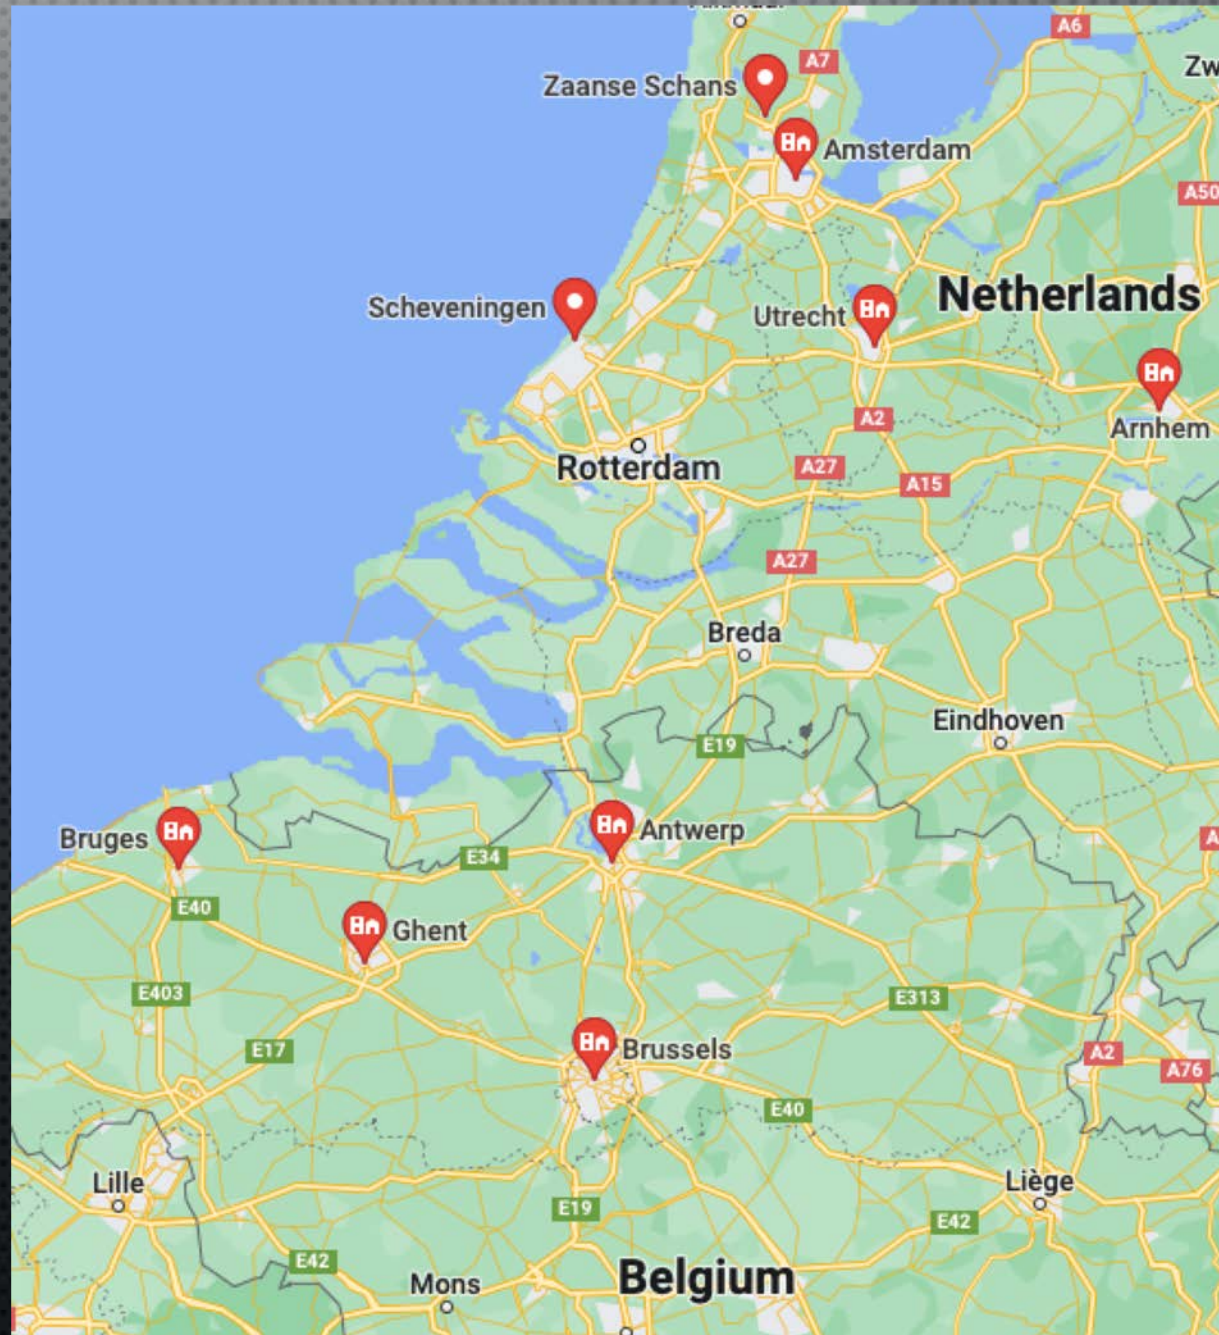 A6
A7
Zw
Zaanse Schans
Amsterdam
A50
Netherlands
Scheveningen
Utrecht
A2
Arnhem
Rotterdam
A27
A15
A27
Breda
Eindhoven
E19
Bruges
Antwerp
A
E34
E40
Ghent
E403
E313
E17
Brussels
A2
A76
E40
Lille
Liège
E19
E42
E42
Mons
Belgium